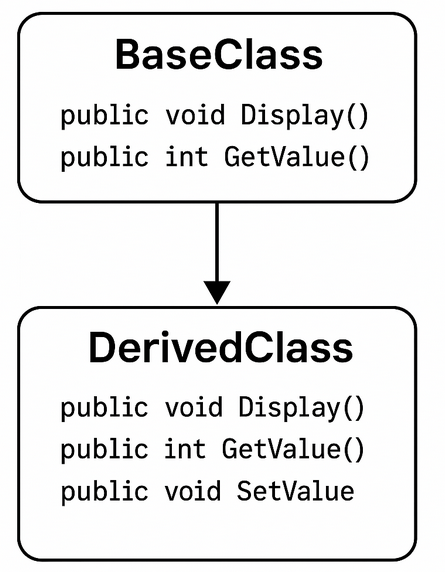 BaseClass
public void Display()
public int GetValue()
DerivedClass
public void Display()
public int GetValue()
public void SetValue